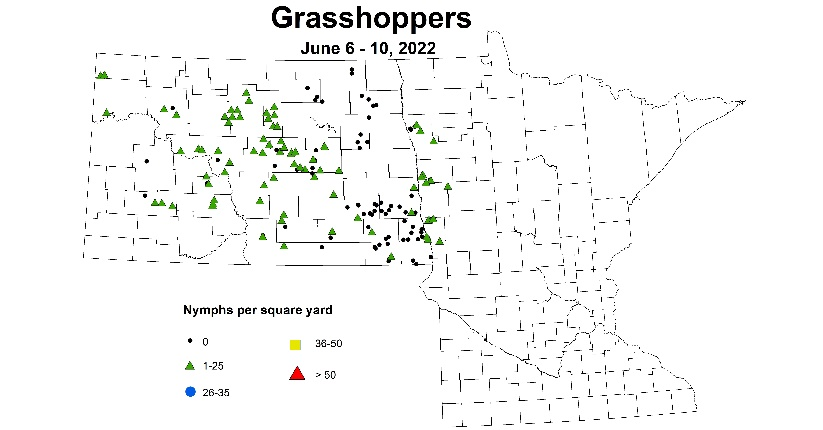 Grasshoppers
June 6 - 10, 2022
Nymphs per square yard
0
1-25
26-35
36-50
> 50